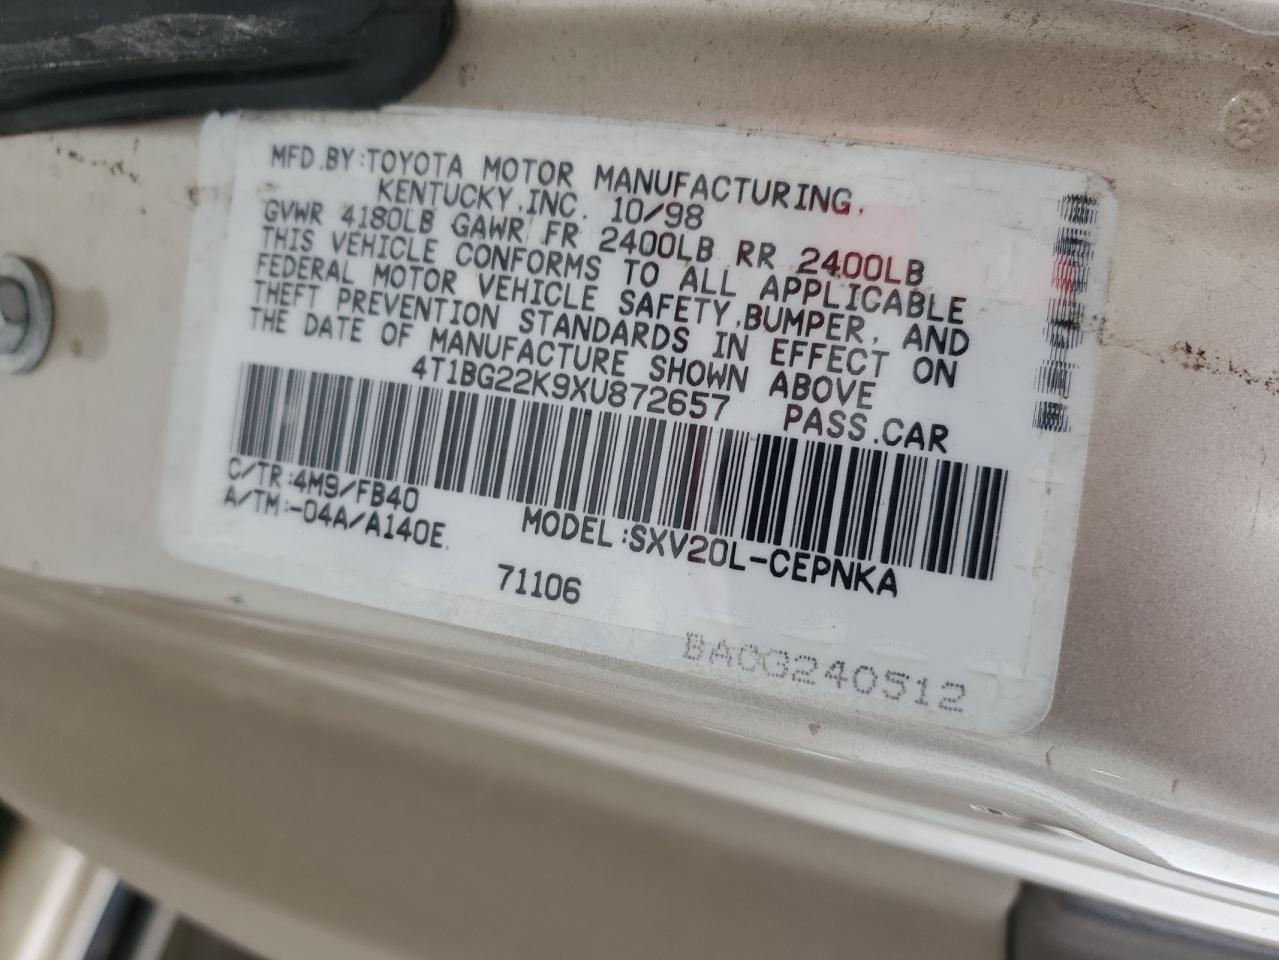 MFD.BY:TOYOTA MOTOR MANUFACTURING,
KENTUCKY,INC. 10/98
GVWR 4180LB GAWR FR 2400LB RR 2400LB
THIS VEHICLE CONFORMS TO ALL APPLICABLE
FEDERAL MOTOR VEHICLE SAFETY,BUMPER, AND
THEFT PREVENTION STANDARDS IN EFFECT ON
THE DATE OF MANUFACTURE SHOWN ABOVE
4T1BG22K9XU872657 PASS.CAR
C/TR:4M9/FB40
A/TM:-04A/A140E.
MODEL:SXV20L-CEPNKA
71106
BA03240512